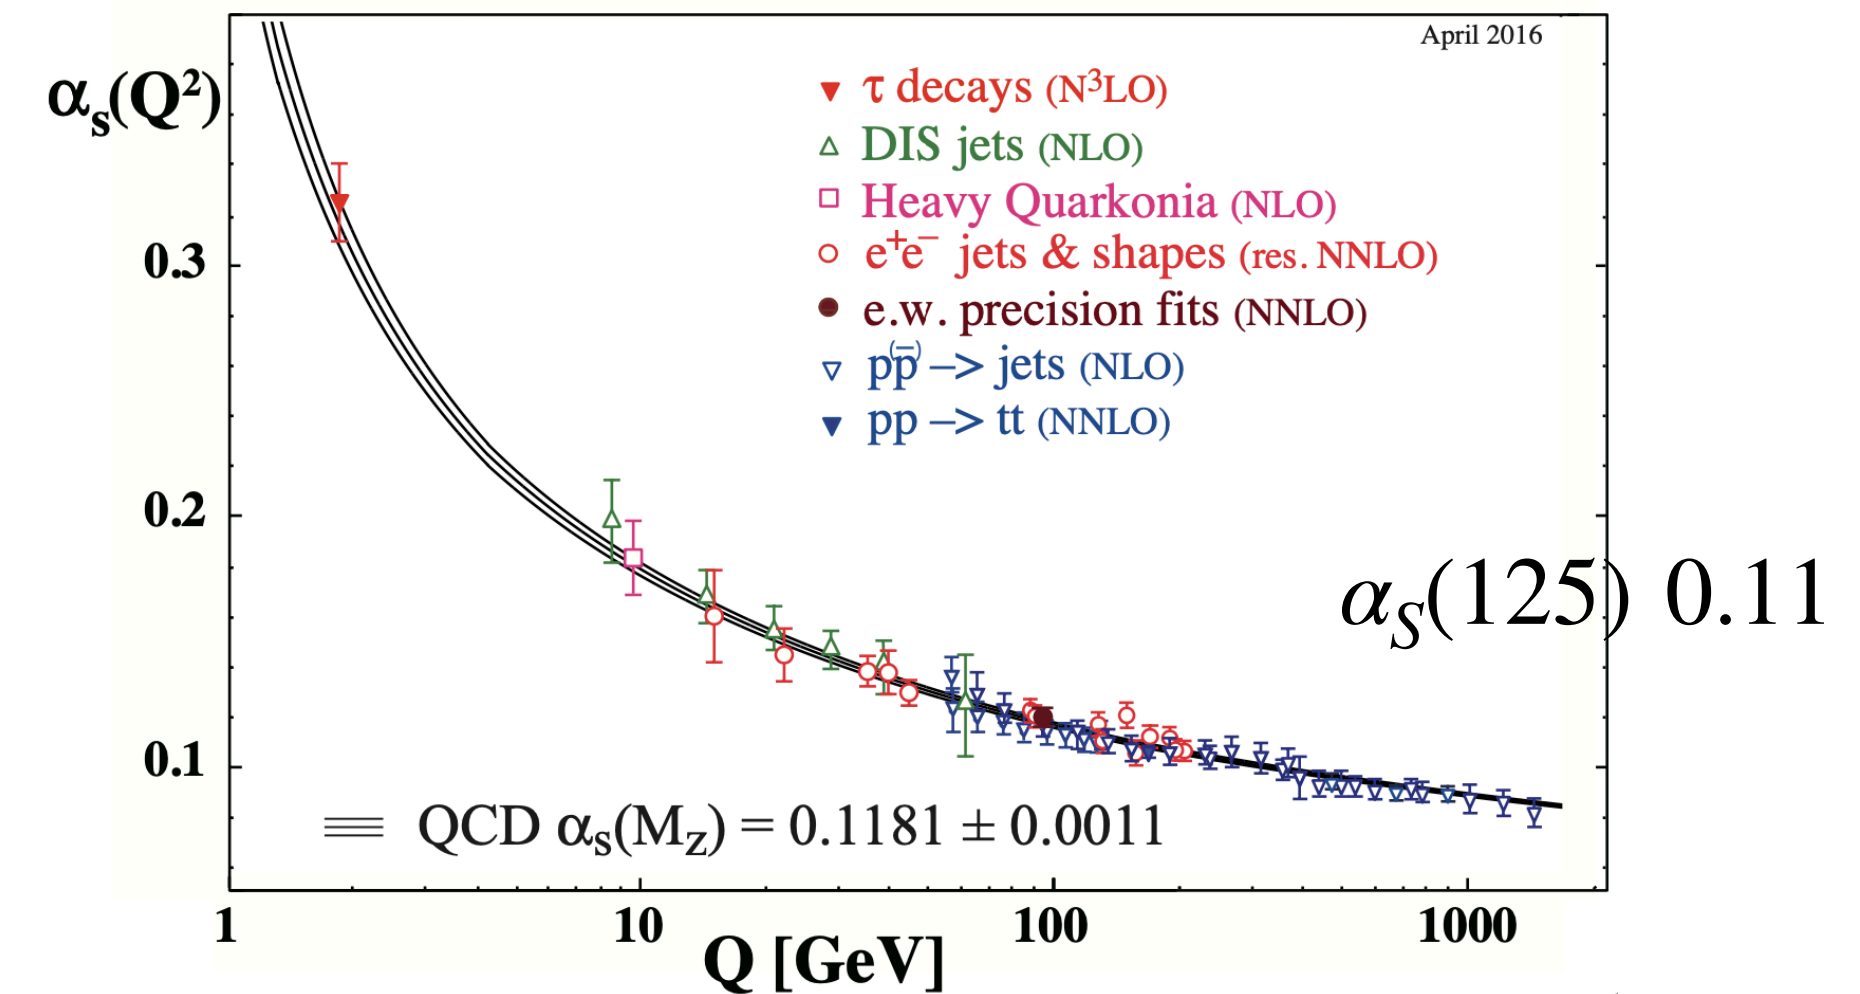 April 2016
αs(Q²)
τ decays (N³LO)
DIS jets (NLO)
Heavy Quarkonia (NLO)
e⁺e⁻ jets & shapes (res. NNLO)
e.w. precision fits (NNLO)
pp(‾) –> jets (NLO)
pp –> tt (NNLO)
0.3
0.2
0.1
αS(125) 0.11
QCD αs(Mz) = 0.1181 ± 0.0011
1 10 100 1000
Q [GeV]